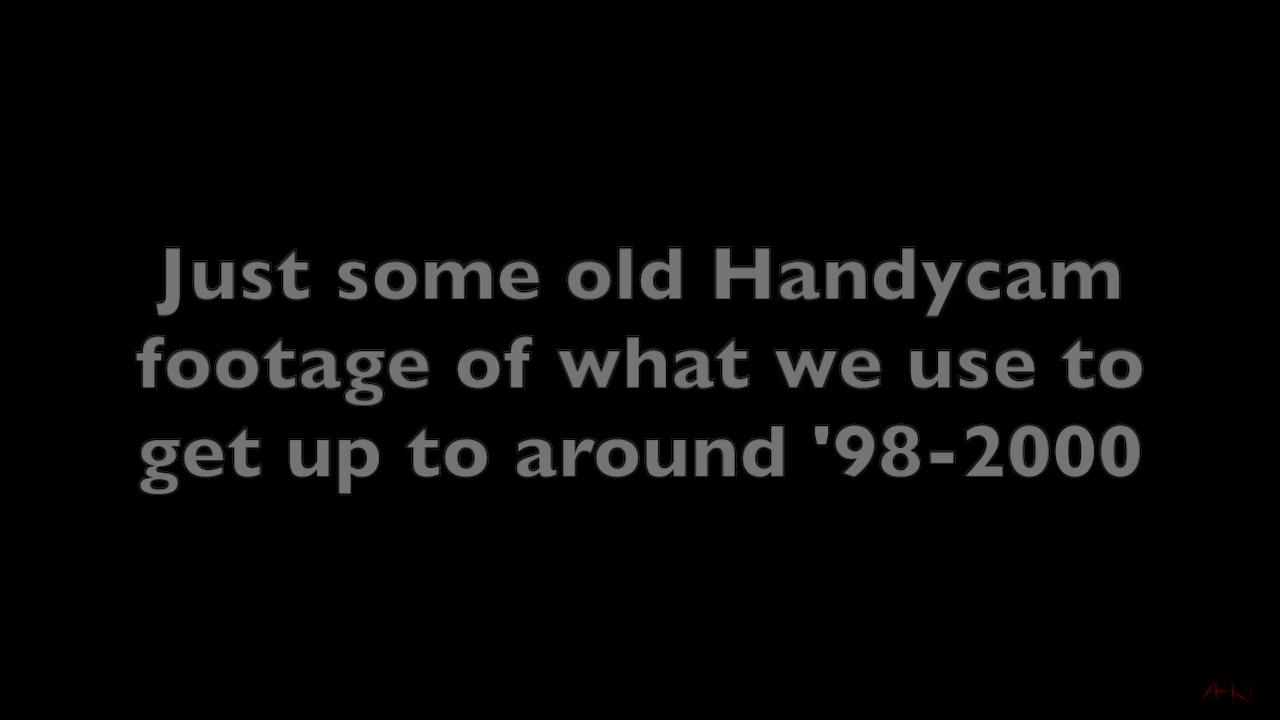 Just some old Handycam
footage of what we use to
get up to around '98-2000